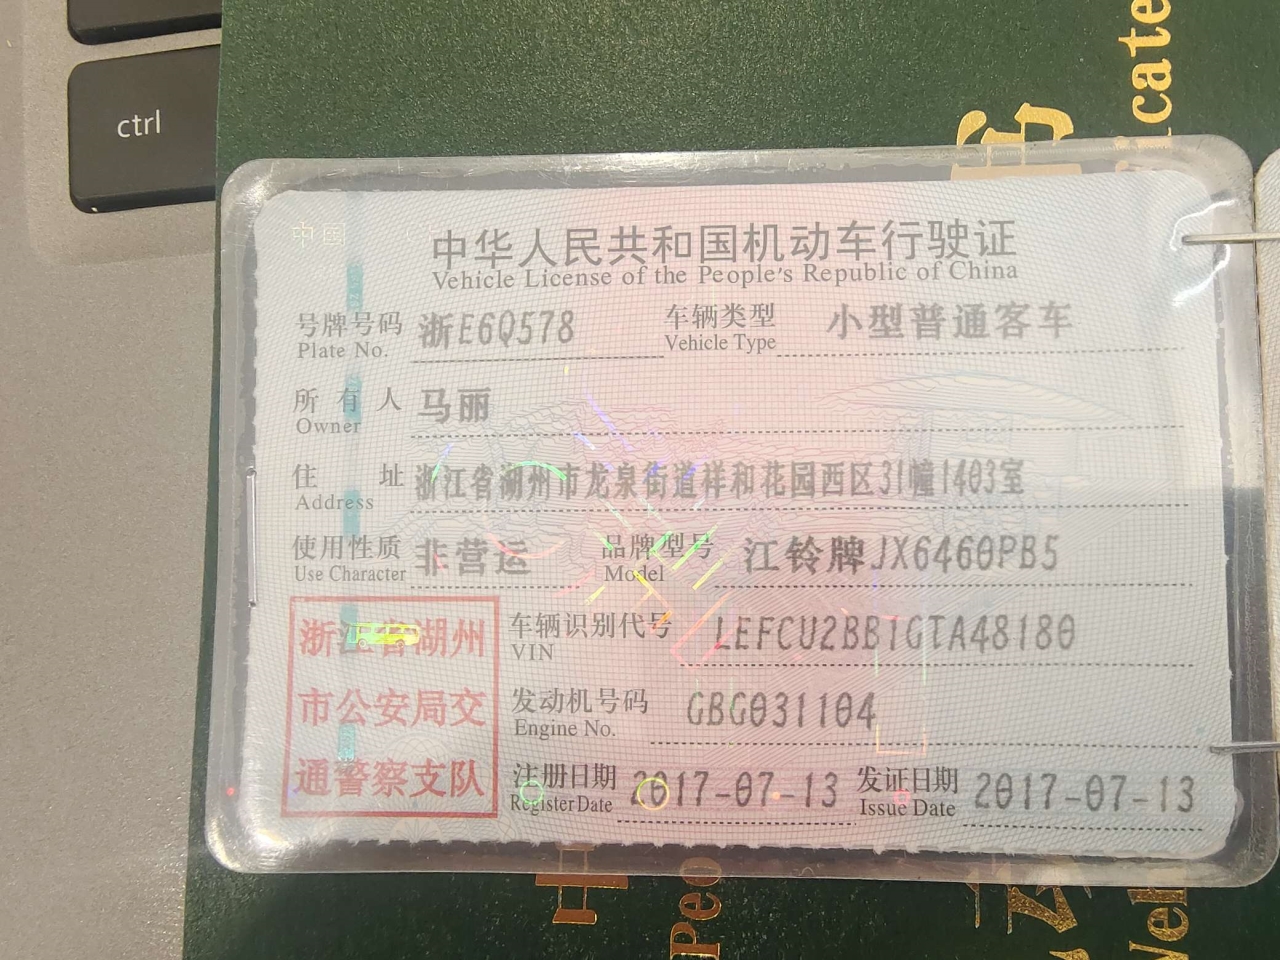 ctrl
icate
中国
中华人民共和国机动车行驶证
Vehicle License of the People's Republic of China
号牌号码 浙E6Q578 车辆类型 小型普通客车
Plate No. Vehicle Type
所有人 马丽
Owner
住址 浙江省湖州市龙泉街道祥和花园西区31幢1403室
Address
使用性质 非营运 品牌型号 江铃牌JX6460PB5
Use Character Model
浙江省湖州 车辆识别代号 LEFCU2BB1GTA48180
VIN
市公安局交 发动机号码 GBG031104
Engine No.
通警察支队 注册日期 2017-07-13 发证日期 2017-07-13
Register Date Issue Date
Peo
Veh